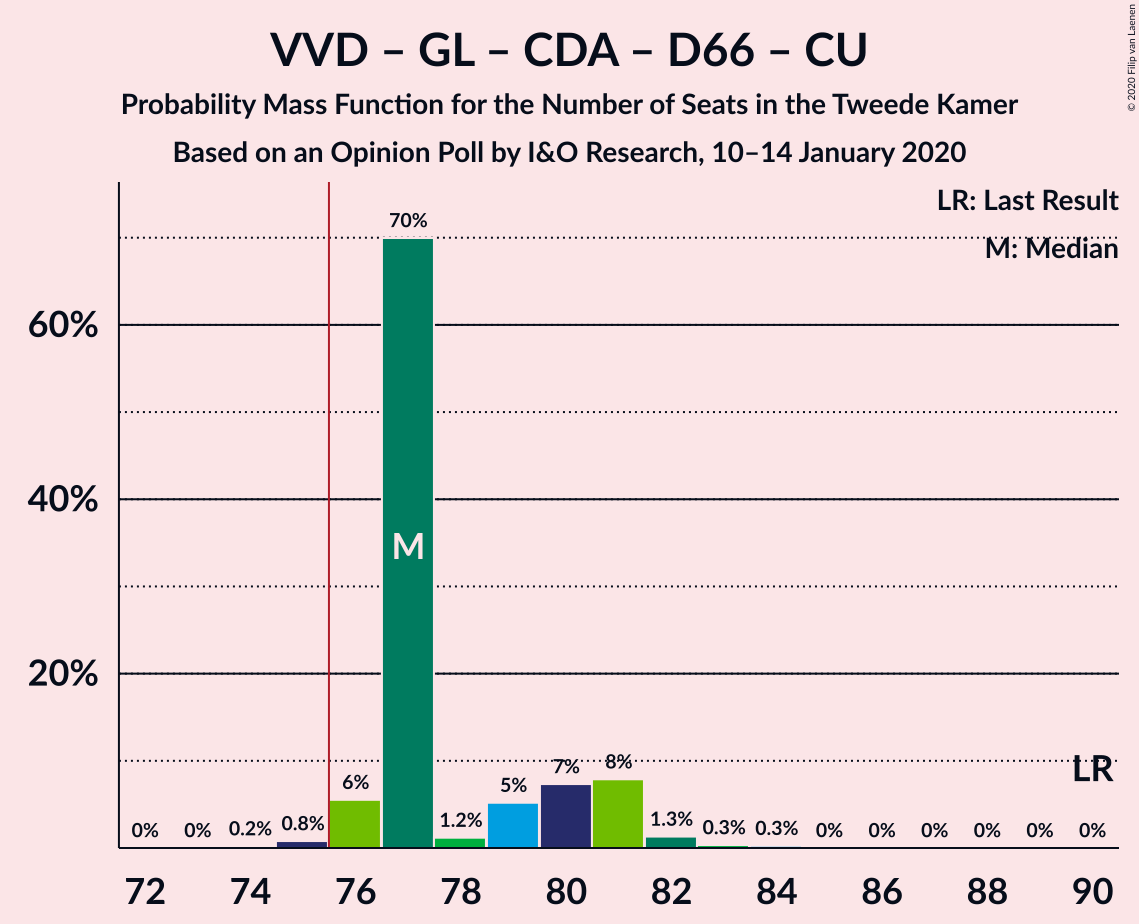 VVD – GL – CDA – D66 – CU
Probability Mass Function for the Number of Seats in the Tweede Kamer
Based on an Opinion Poll by I&O Research, 10–14 January 2020
© 2020 Filip van Laenen
LR: Last Result
M: Median
70%
60%
40%
M
20%
LR
0% 0% 0.2% 0.8% 6% 1.2% 5% 7% 8% 1.3% 0.3% 0.3% 0% 0% 0% 0% 0% 0%
72 74 76 78 80 82 84 86 88 90